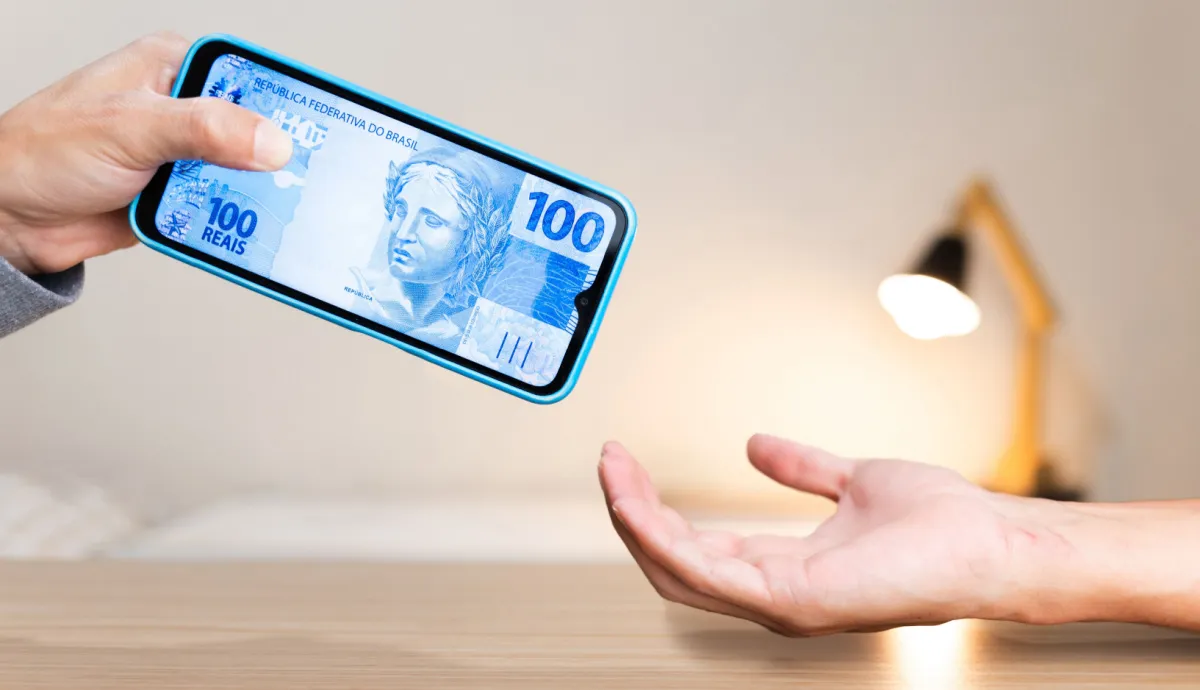 REPÚBLICA FEDERATIVA DO BRASIL
100
100
REAIS
REPÚBLICA